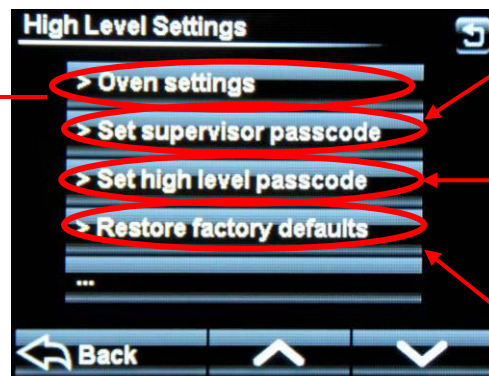 High Level Settings
> Oven settings
> Set supervisor passcode
> Set high level passcode
> Restore factory defaults
...
Back